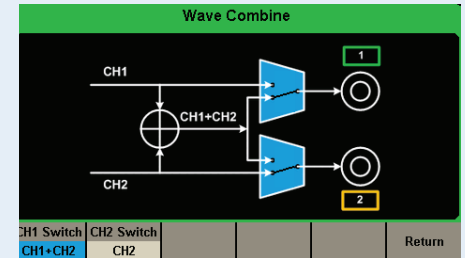 Wave Combine
1
CH1
CH1+CH2
CH2
2
CH1 Switch CH2 Switch
CH1+CH2 CH2 Return